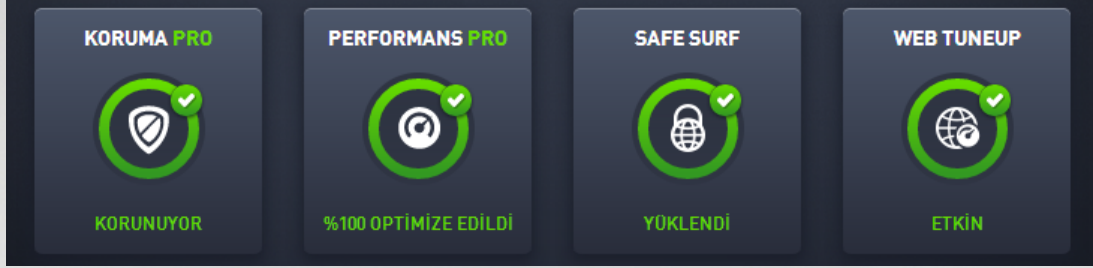 KORUMA PRO
PERFORMANS PRO
SAFE SURF
WEB TUNEUP
KORUNUYOR
%100 OPTİMİZE EDİLDİ
YÜKLENDİ
ETKİN